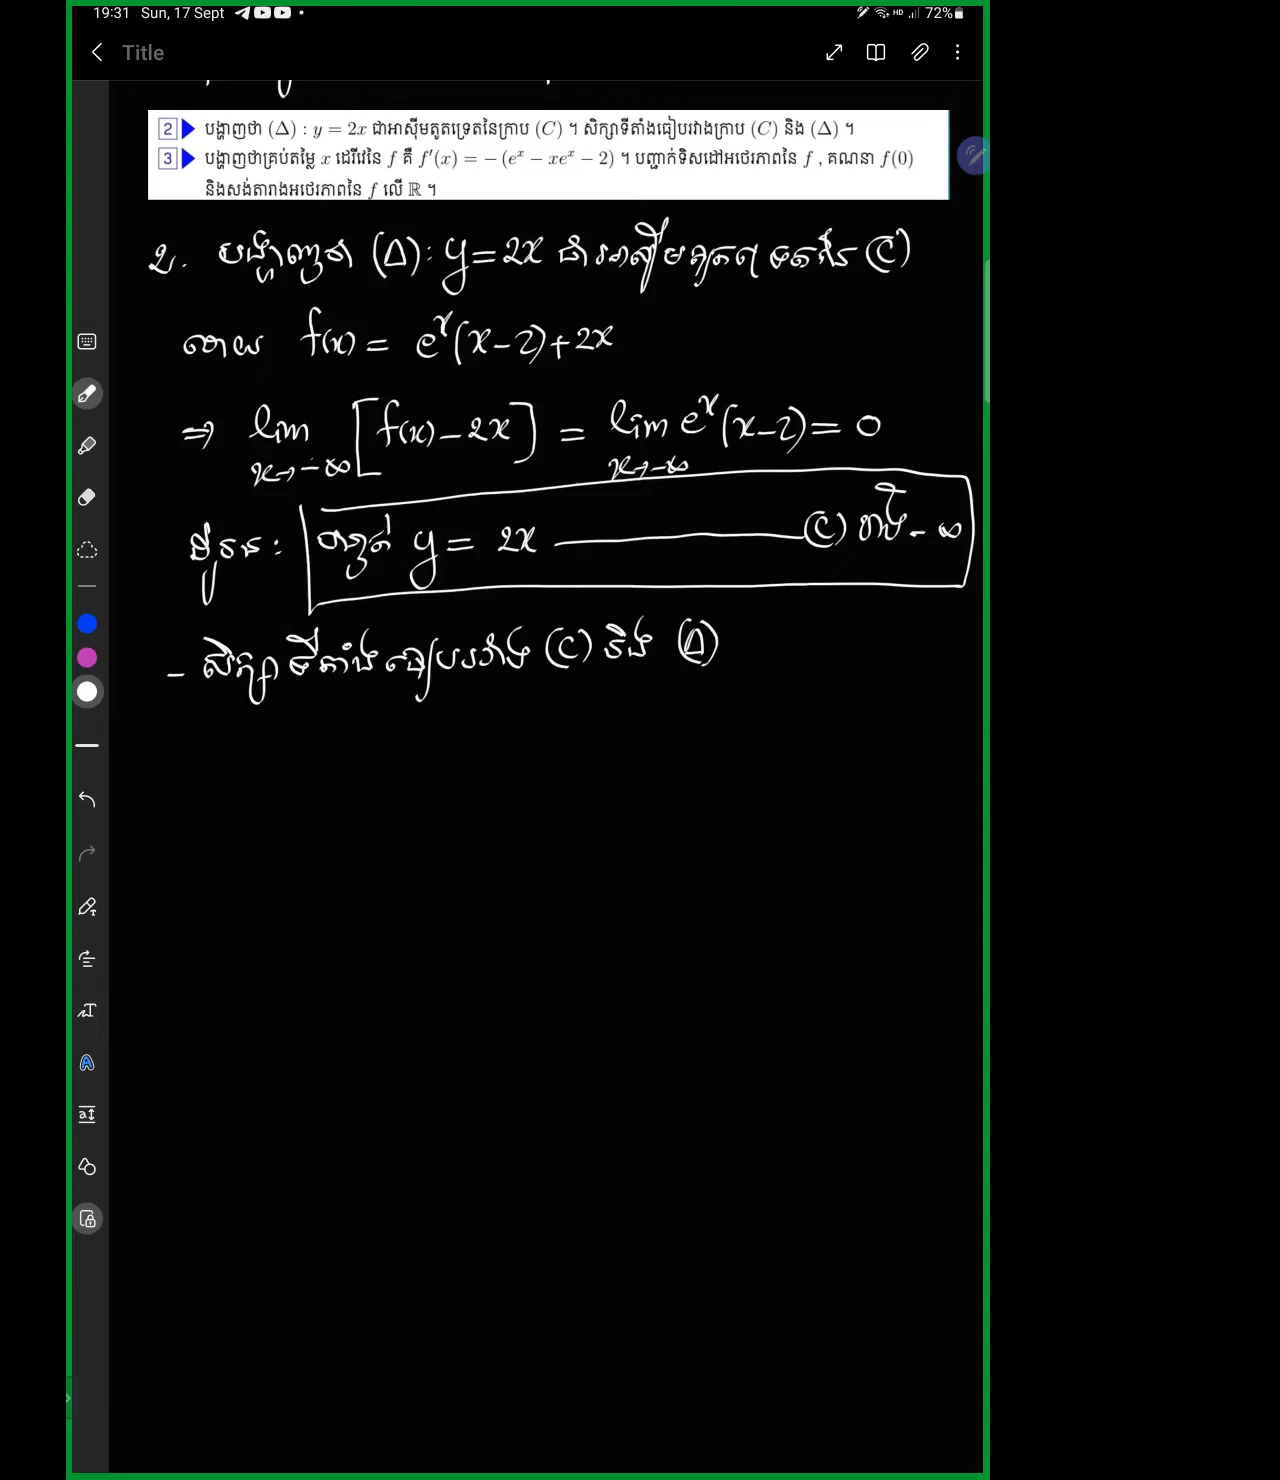 19:31 Sun, 17 Sept • HD 72%
Title
2 បង្ហាញថា (Δ) : y = 2x ជាអាស៊ីមតូតទ្រេតនៃក្រាប (C) ។ សិក្សាទីតាំងធៀបរវាងក្រាប (C) និង (Δ) ។
3 បង្ហាញថាគ្រប់តម្លៃ x ដេរីវេនៃ f គឺ f′(x) = − (eˣ − xeˣ − 2) ។ បញ្ជាក់ទិសដៅអថេរភាពនៃ f , គណនា f(0)
និងសង់តារាងអថេរភាពនៃ f លើ ℝ ។
2. បង្ហាញថា (Δ): y = 2x ជាអាស៊ីមតូតទ្រេតនៃ (C)
ដោយ f(x) = eˣ(x−2)+2x
⇒ lim x→−∞ [f(x) − 2x] = lim x→−∞ eˣ(x−2) = 0
ដូចនេះ: បន្ទាត់ y = 2x (C) ខាង −∞
- សិក្សាទីតាំងធៀបរវាង (C) និង (Δ)